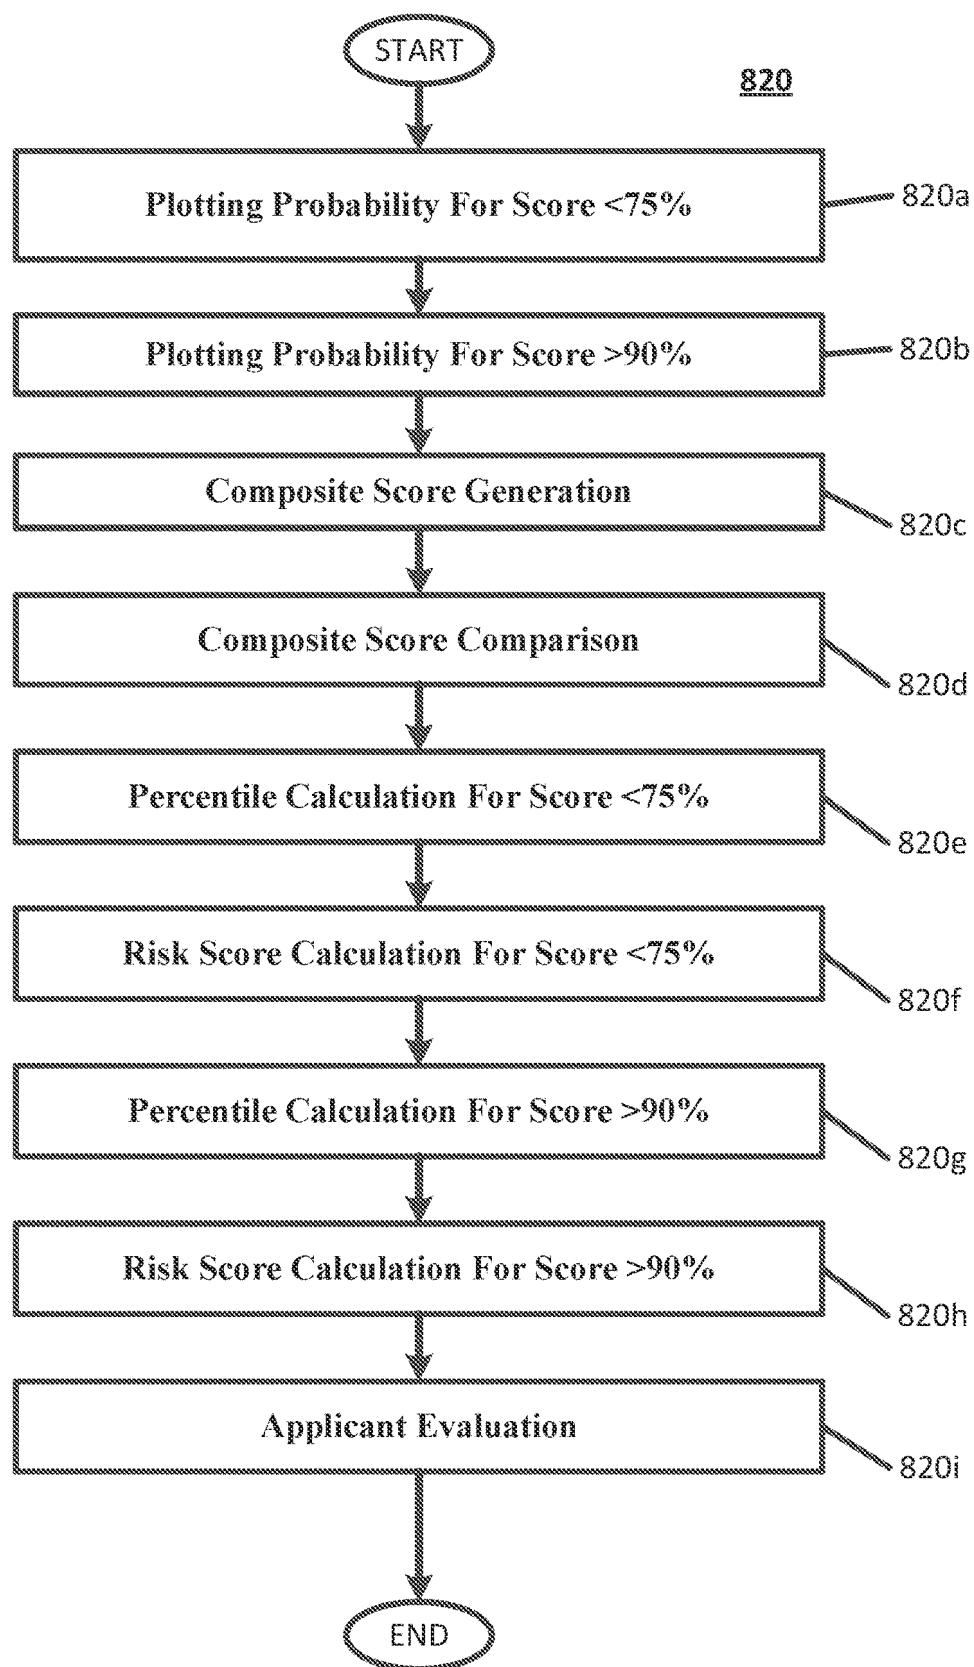 START
820
Plotting Probability For Score <75%
820a
Plotting Probability For Score >90%
820b
Composite Score Generation
820c
Composite Score Comparison
820d
Percentile Calculation For Score <75%
820e
Risk Score Calculation For Score <75%
820f
Percentile Calculation For Score >90%
820g
Risk Score Calculation For Score >90%
820h
Applicant Evaluation
820i
END